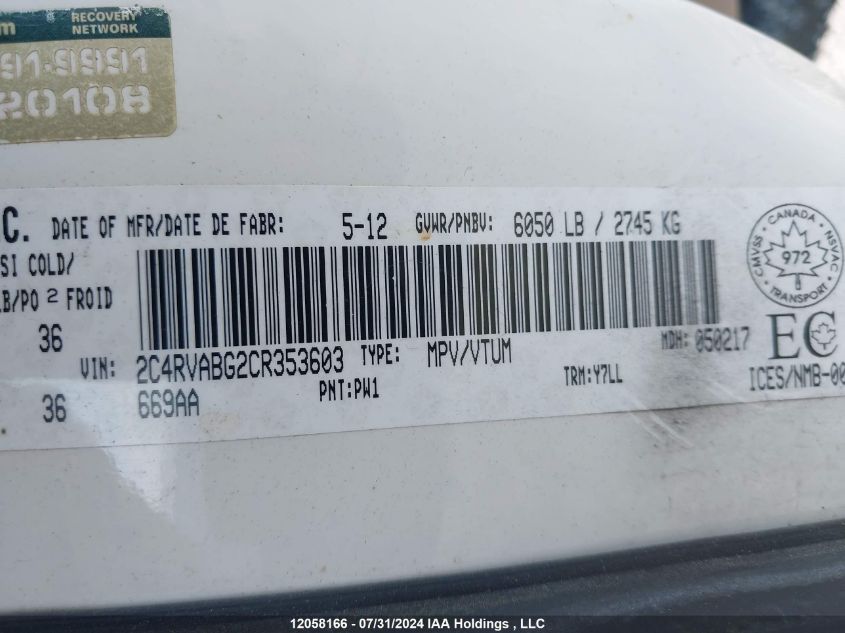 m RECOVERY
NETWORK
91-9991
20108
C. DATE OF MFR/DATE DE FABR: 5-12 GVWR/PNBV: 6050 LB / 2745 KG
SI COLD/
LB/PO 2 FROID
36
VIN: 2C4RVABG2CR353603 TYPE: MPV/VTUM MDH: 050217
PNT:PW1 TRM:Y7LL
36 669AA
CANADA
CMVSS 972 NSVAC
TRANSPORT
EC
ICES/NMB-00
12058166 - 07/31/2024 IAA Holdings , LLC